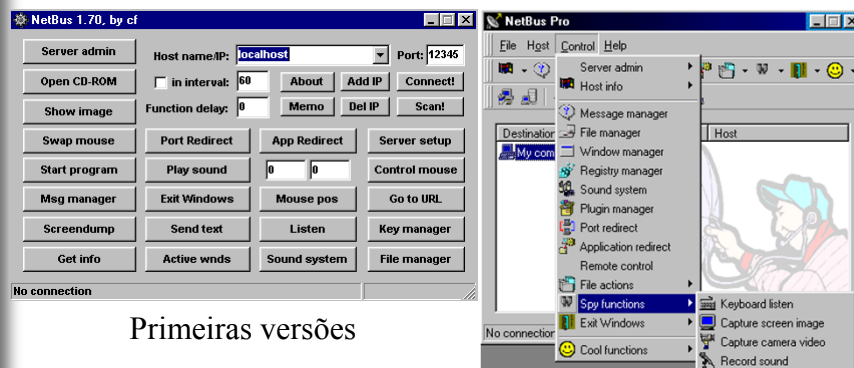 NetBus 1.70, by cf
Server admin
Host name/IP: localhost Port: 12345
Open CD-ROM in interval: 60 About Add IP Connect!
Show image Function delay: 0 Memo Del IP Scan!
Swap mouse Port Redirect App Redirect Server setup
Start program Play sound 0 0 Control mouse
Msg manager Exit Windows Mouse pos Go to URL
Screendump Send text Listen Key manager
Get info Active wnds Sound system File manager
No connection
Primeiras versões
NetBus Pro
File Host Control Help
Server admin
Host info
Message manager
File manager
Window manager
Registry manager
Sound system
Plugin manager
Port redirect
Application redirect
Remote control
File actions
Spy functions
Exit Windows
Cool functions
Destination Host
My com
No connection
Keyboard listen
Capture screen image
Capture camera video
Record sound